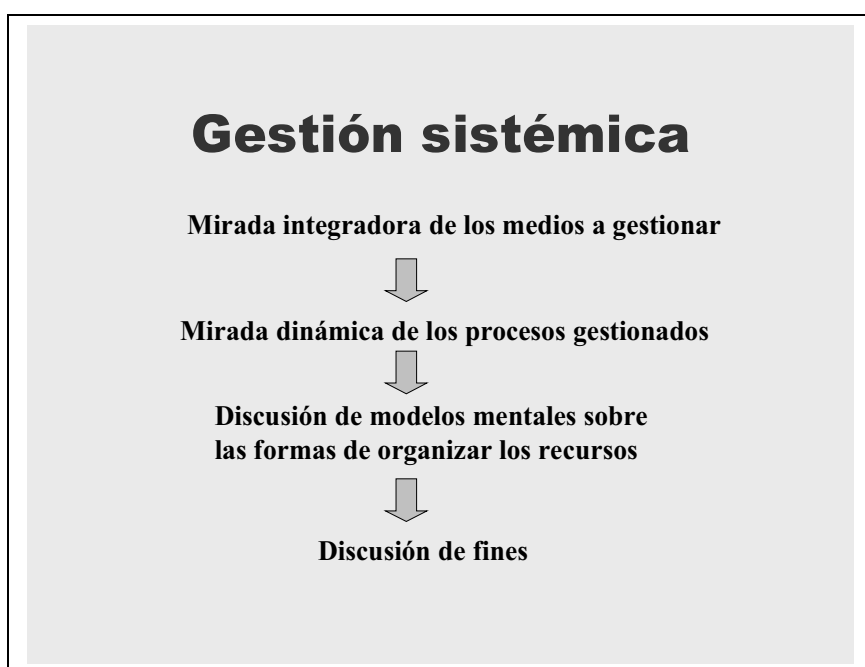 Gestión sistémica
Mirada integradora de los medios a gestionar
Mirada dinámica de los procesos gestionados
Discusión de modelos mentales sobre
las formas de organizar los recursos
Discusión de fines